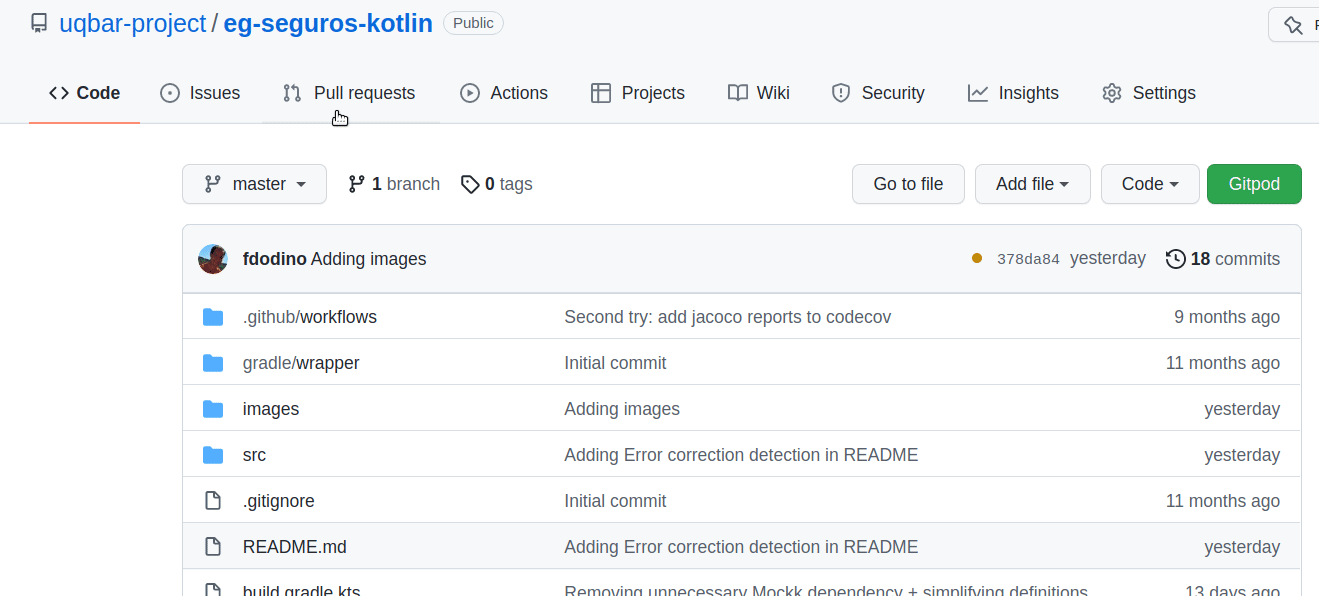 uqbar-project / eg-seguros-kotlin Public
Code Issues Pull requests Actions Projects Wiki Security Insights Settings
master 1 branch 0 tags Go to file Add file Code Gitpod
fdodino Adding images 378da84 yesterday 18 commits
.github/workflows Second try: add jacoco reports to codecov 9 months ago
gradle/wrapper Initial commit 11 months ago
images Adding images yesterday
src Adding Error correction detection in README yesterday
.gitignore Initial commit 11 months ago
README.md Adding Error correction detection in README yesterday
build.gradle.kts Removing unnecessary Mockk dependency + simplifying definitions 13 days ago